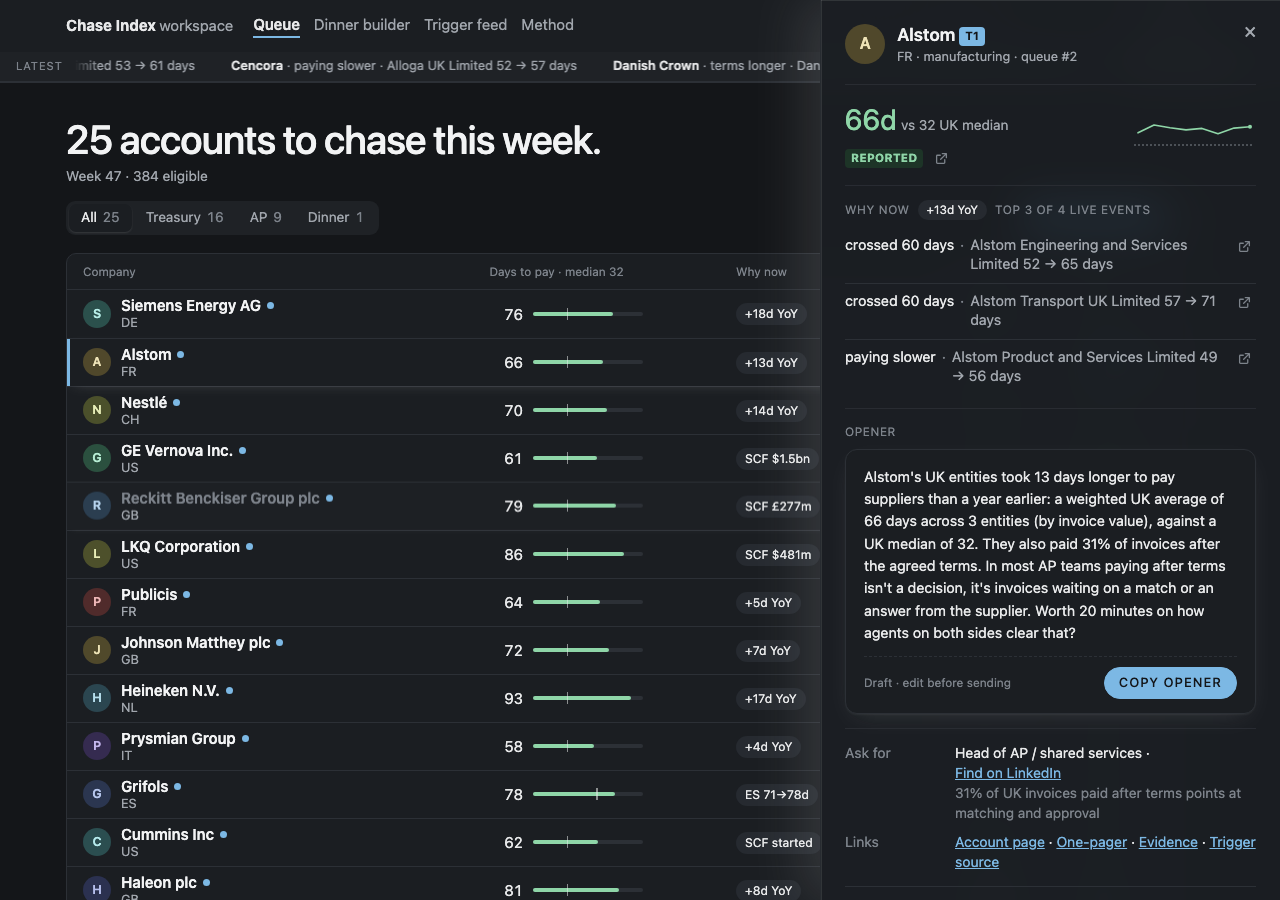 Chase Index workspace Queue Dinner builder Trigger feed Method
LATEST mited 53 → 61 days Cencora · paying slower · Alloga UK Limited 52 → 57 days Danish Crown · terms longer · Dan
25 accounts to chase this week.
Week 47 · 384 eligible
All 25 Treasury 16 AP 9 Dinner 1
Company Days to pay · median 32 Why now
S Siemens Energy AG 76 +18d YoY
DE
A Alstom 66 +13d YoY
FR
N Nestlé 70 +14d YoY
CH
G GE Vernova Inc. 61 SCF $1.5bn
US
R Reckitt Benckiser Group plc 79 SCF £277m
GB
L LKQ Corporation 86 SCF $481m
US
P Publicis 64 +5d YoY
FR
J Johnson Matthey plc 72 +7d YoY
GB
H Heineken N.V. 93 +17d YoY
NL
P Prysmian Group 58 +4d YoY
IT
G Grifols 78 ES 71→78d
ES
C Cummins Inc 62 SCF started
US
H Haleon plc 81 +8d YoY
GB
A Alstom T1
FR · manufacturing · queue #2
66d vs 32 UK median
REPORTED
WHY NOW +13d YoY TOP 3 OF 4 LIVE EVENTS
crossed 60 days · Alstom Engineering and Services
Limited 52 → 65 days
crossed 60 days · Alstom Transport UK Limited 57 → 71
days
paying slower · Alstom Product and Services Limited 49
→ 56 days
OPENER
Alstom's UK entities took 13 days longer to pay
suppliers than a year earlier: a weighted UK average of
66 days across 3 entities (by invoice value), against a
UK median of 32. They also paid 31% of invoices after
the agreed terms. In most AP teams paying after terms
isn't a decision, it's invoices waiting on a match or an
answer from the supplier. Worth 20 minutes on how
agents on both sides clear that?
Draft · edit before sending COPY OPENER
Ask for Head of AP / shared services ·
Find on LinkedIn
31% of UK invoices paid after terms points at
matching and approval
Links Account page · One-pager · Evidence · Trigger
source